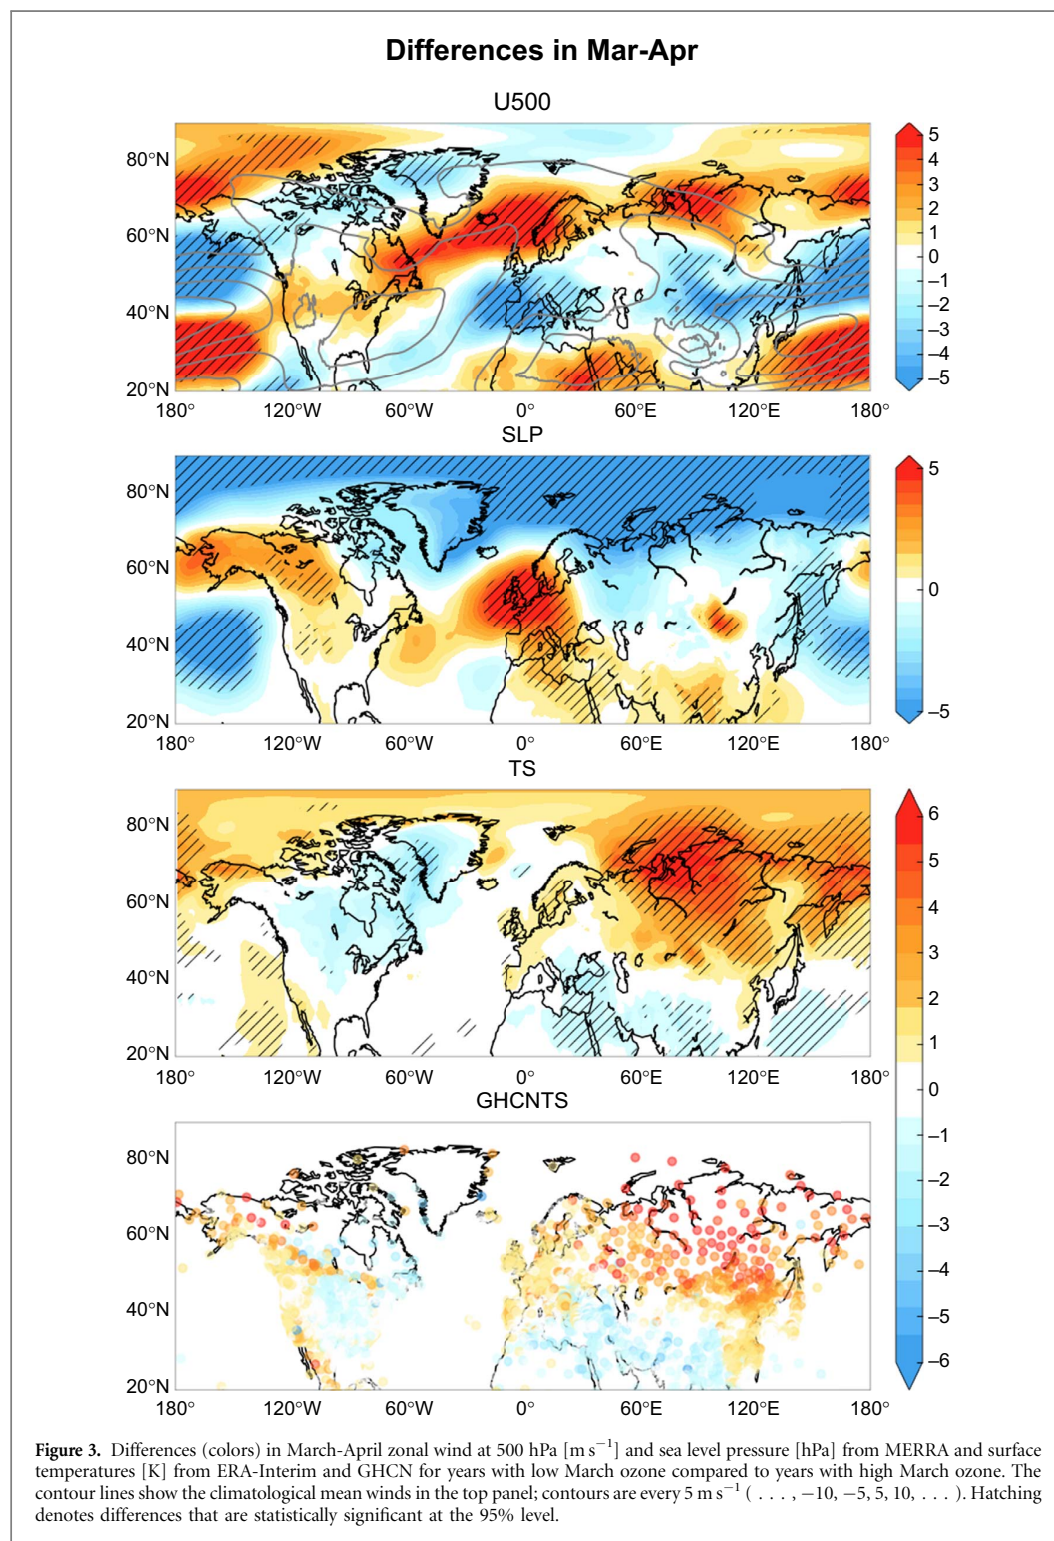 Differences in Mar-Apr
U500
80°N
60°N
40°N
20°N
180° 120°W 60°W 0° 60°E 120°E 180°
5
4
3
2
1
0
−1
−2
−3
−4
−5
SLP
80°N
60°N
40°N
20°N
180° 120°W 60°W 0° 60°E 120°E 180°
5
0
−5
TS
80°N
60°N
40°N
20°N
180° 120°W 60°W 0° 60°E 120°E 180°
GHCNTS
80°N
60°N
40°N
20°N
180° 120°W 60°W 0° 60°E 120°E 180°
6
5
4
3
2
1
0
−1
−2
−3
−4
−5
−6
Figure 3. Differences (colors) in March-April zonal wind at 500 hPa [m s⁻¹] and sea level pressure [hPa] from MERRA and surface
temperatures [K] from ERA-Interim and GHCN for years with low March ozone compared to years with high March ozone. The
contour lines show the climatological mean winds in the top panel; contours are every 5 m s⁻¹ ( . . . , −10, −5, 5, 10, . . . ). Hatching
denotes differences that are statistically significant at the 95% level.